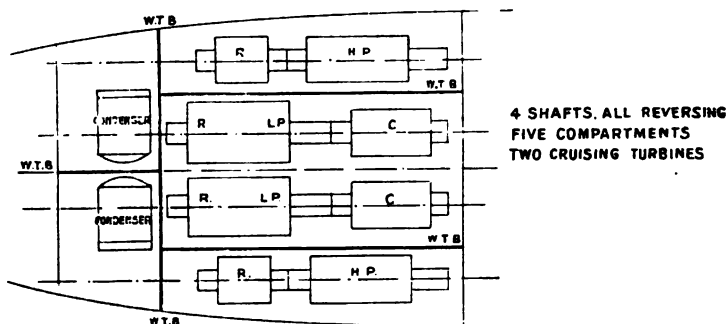 W.T B
R. H P.
W.T B
CONDENSER R LP C
4 SHAFTS, ALL REVERSING
FIVE COMPARTMENTS
TWO CRUISING TURBINES
W.T.B
CONDENSER R. LP. C
W T B
R. H P.
W.T.B